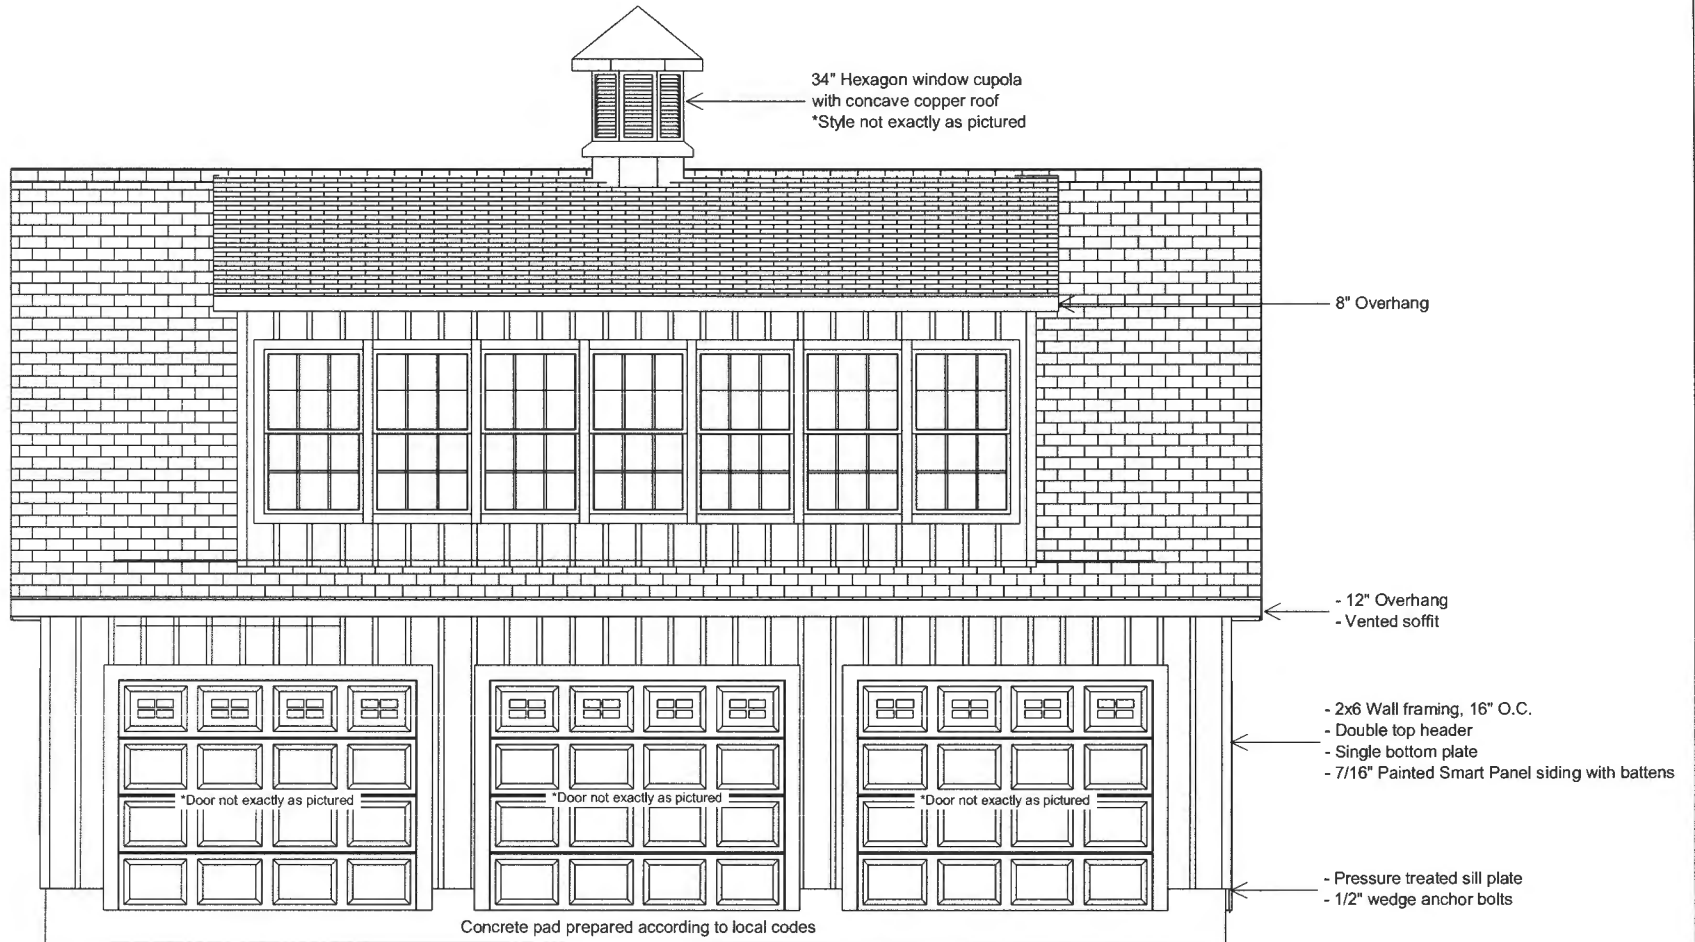 34" Hexagon window cupola
with concave copper roof
*Style not exactly as pictured
8" Overhang
- 12" Overhang
- Vented soffit
- 2x6 Wall framing, 16" O.C.
- Double top header
- Single bottom plate
- 7/16" Painted Smart Panel siding with battens
*Door not exactly as pictured
*Door not exactly as pictured
*Door not exactly as pictured
- Pressure treated sill plate
- 1/2" wedge anchor bolts
Concrete pad prepared according to local codes